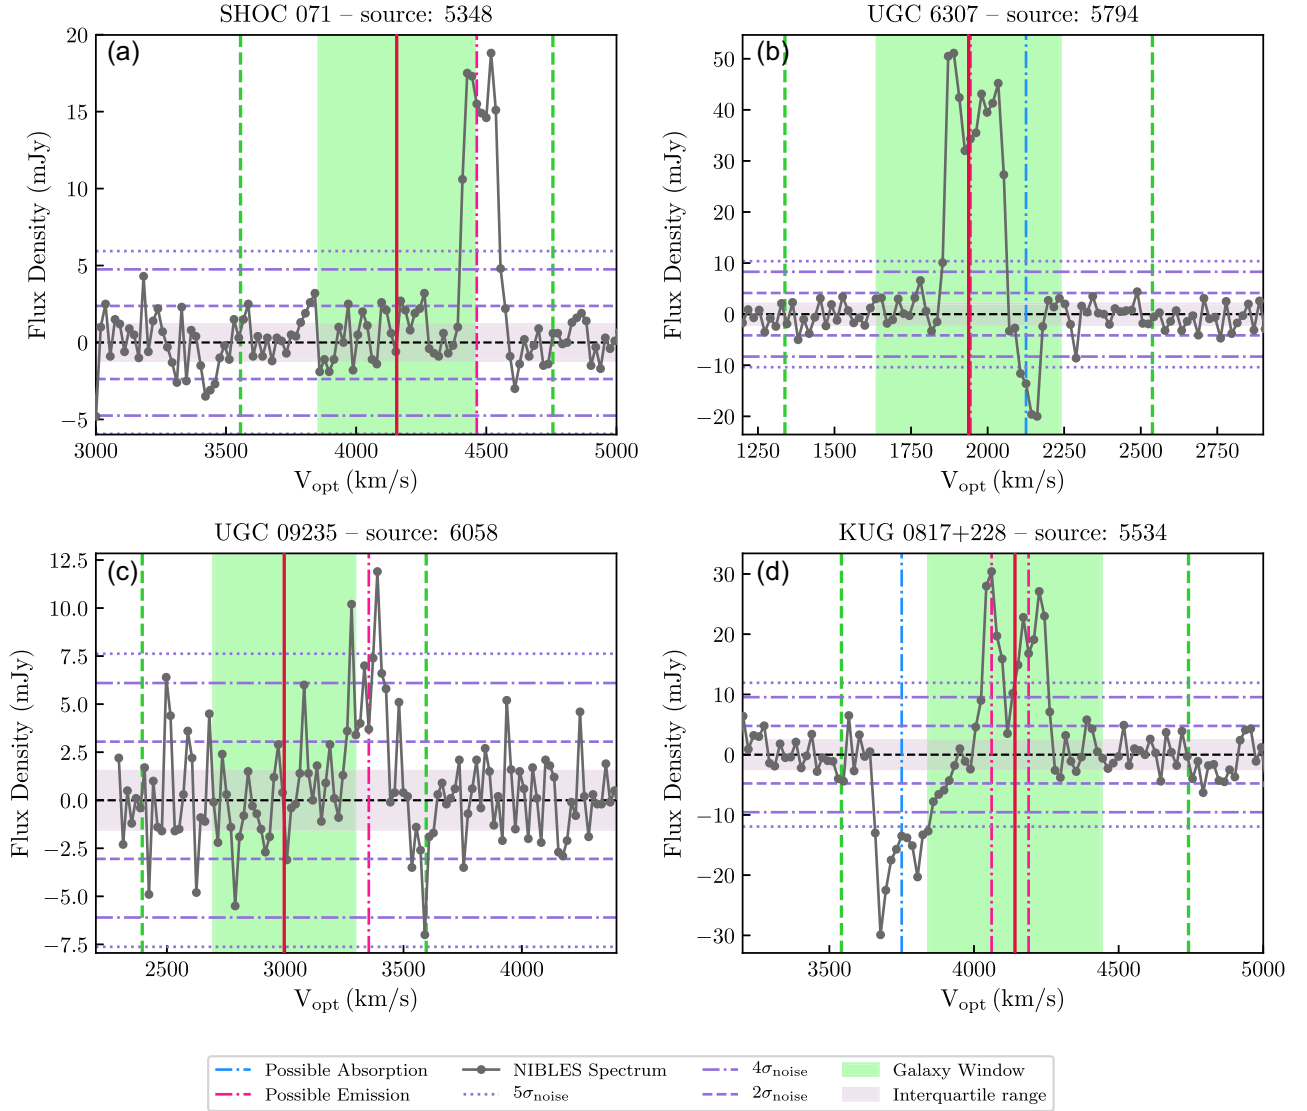 SHOC 071 – source: 5348
(a)
20
15
10
5
0
−5
Flux Density (mJy)
3000 3500 4000 4500 5000
V_opt (km/s)
UGC 6307 – source: 5794
(b)
50
40
30
20
10
0
−10
−20
Flux Density (mJy)
1250 1500 1750 2000 2250 2500 2750
V_opt (km/s)
UGC 09235 – source: 6058
(c)
12.5
10.0
7.5
5.0
2.5
0.0
−2.5
−5.0
−7.5
Flux Density (mJy)
2500 3000 3500 4000
V_opt (km/s)
KUG 0817+228 – source: 5534
(d)
30
20
10
0
−10
−20
−30
Flux Density (mJy)
3500 4000 4500 5000
V_opt (km/s)
Possible Absorption
Possible Emission
NIBLES Spectrum
5σ_noise
4σ_noise
2σ_noise
Galaxy Window
Interquartile range